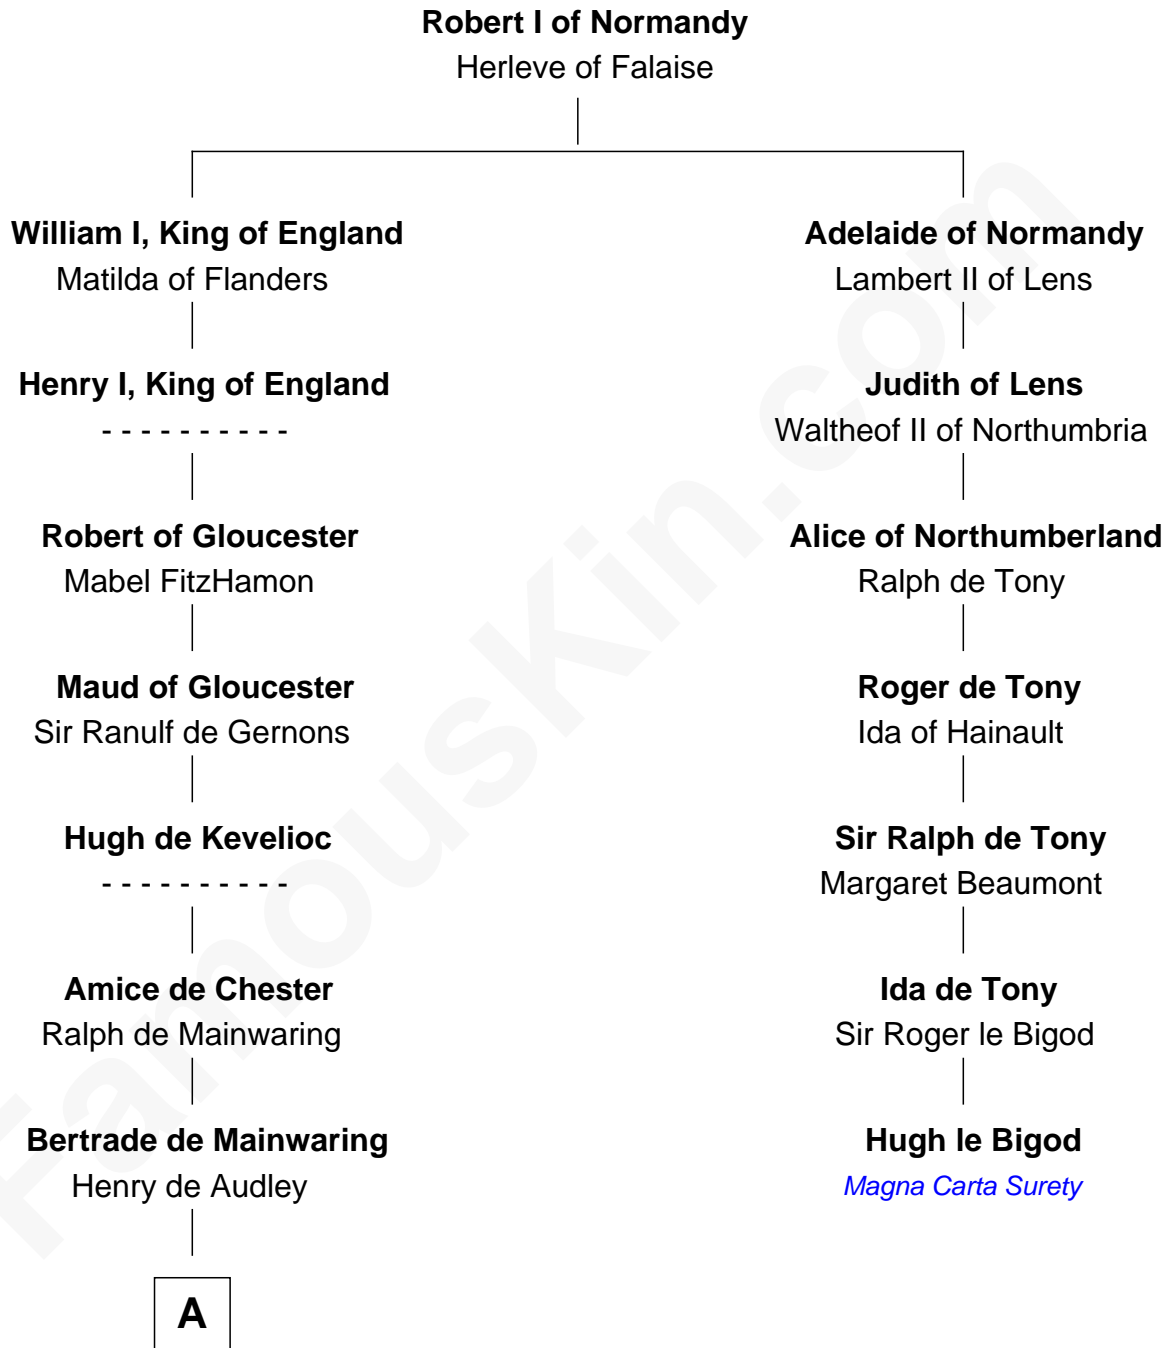 Robert I of Normandy
Herleve of Falaise
William I, King of England
Matilda of Flanders
Adelaide of Normandy
Lambert II of Lens
Henry I, King of England
- - - - - - - - - -
Judith of Lens
Waltheof II of Northumbria
Robert of Gloucester
Mabel FitzHamon
Alice of Northumberland
Ralph de Tony
Maud of Gloucester
Sir Ranulf de Gernons
Roger de Tony
Ida of Hainault
Hugh de Kevelioc
- - - - - - - - - -
Sir Ralph de Tony
Margaret Beaumont
Amice de Chester
Ralph de Mainwaring
Ida de Tony
Sir Roger le Bigod
Bertrade de Mainwaring
Henry de Audley
Hugh le Bigod
Magna Carta Surety
A
FamousKin.com